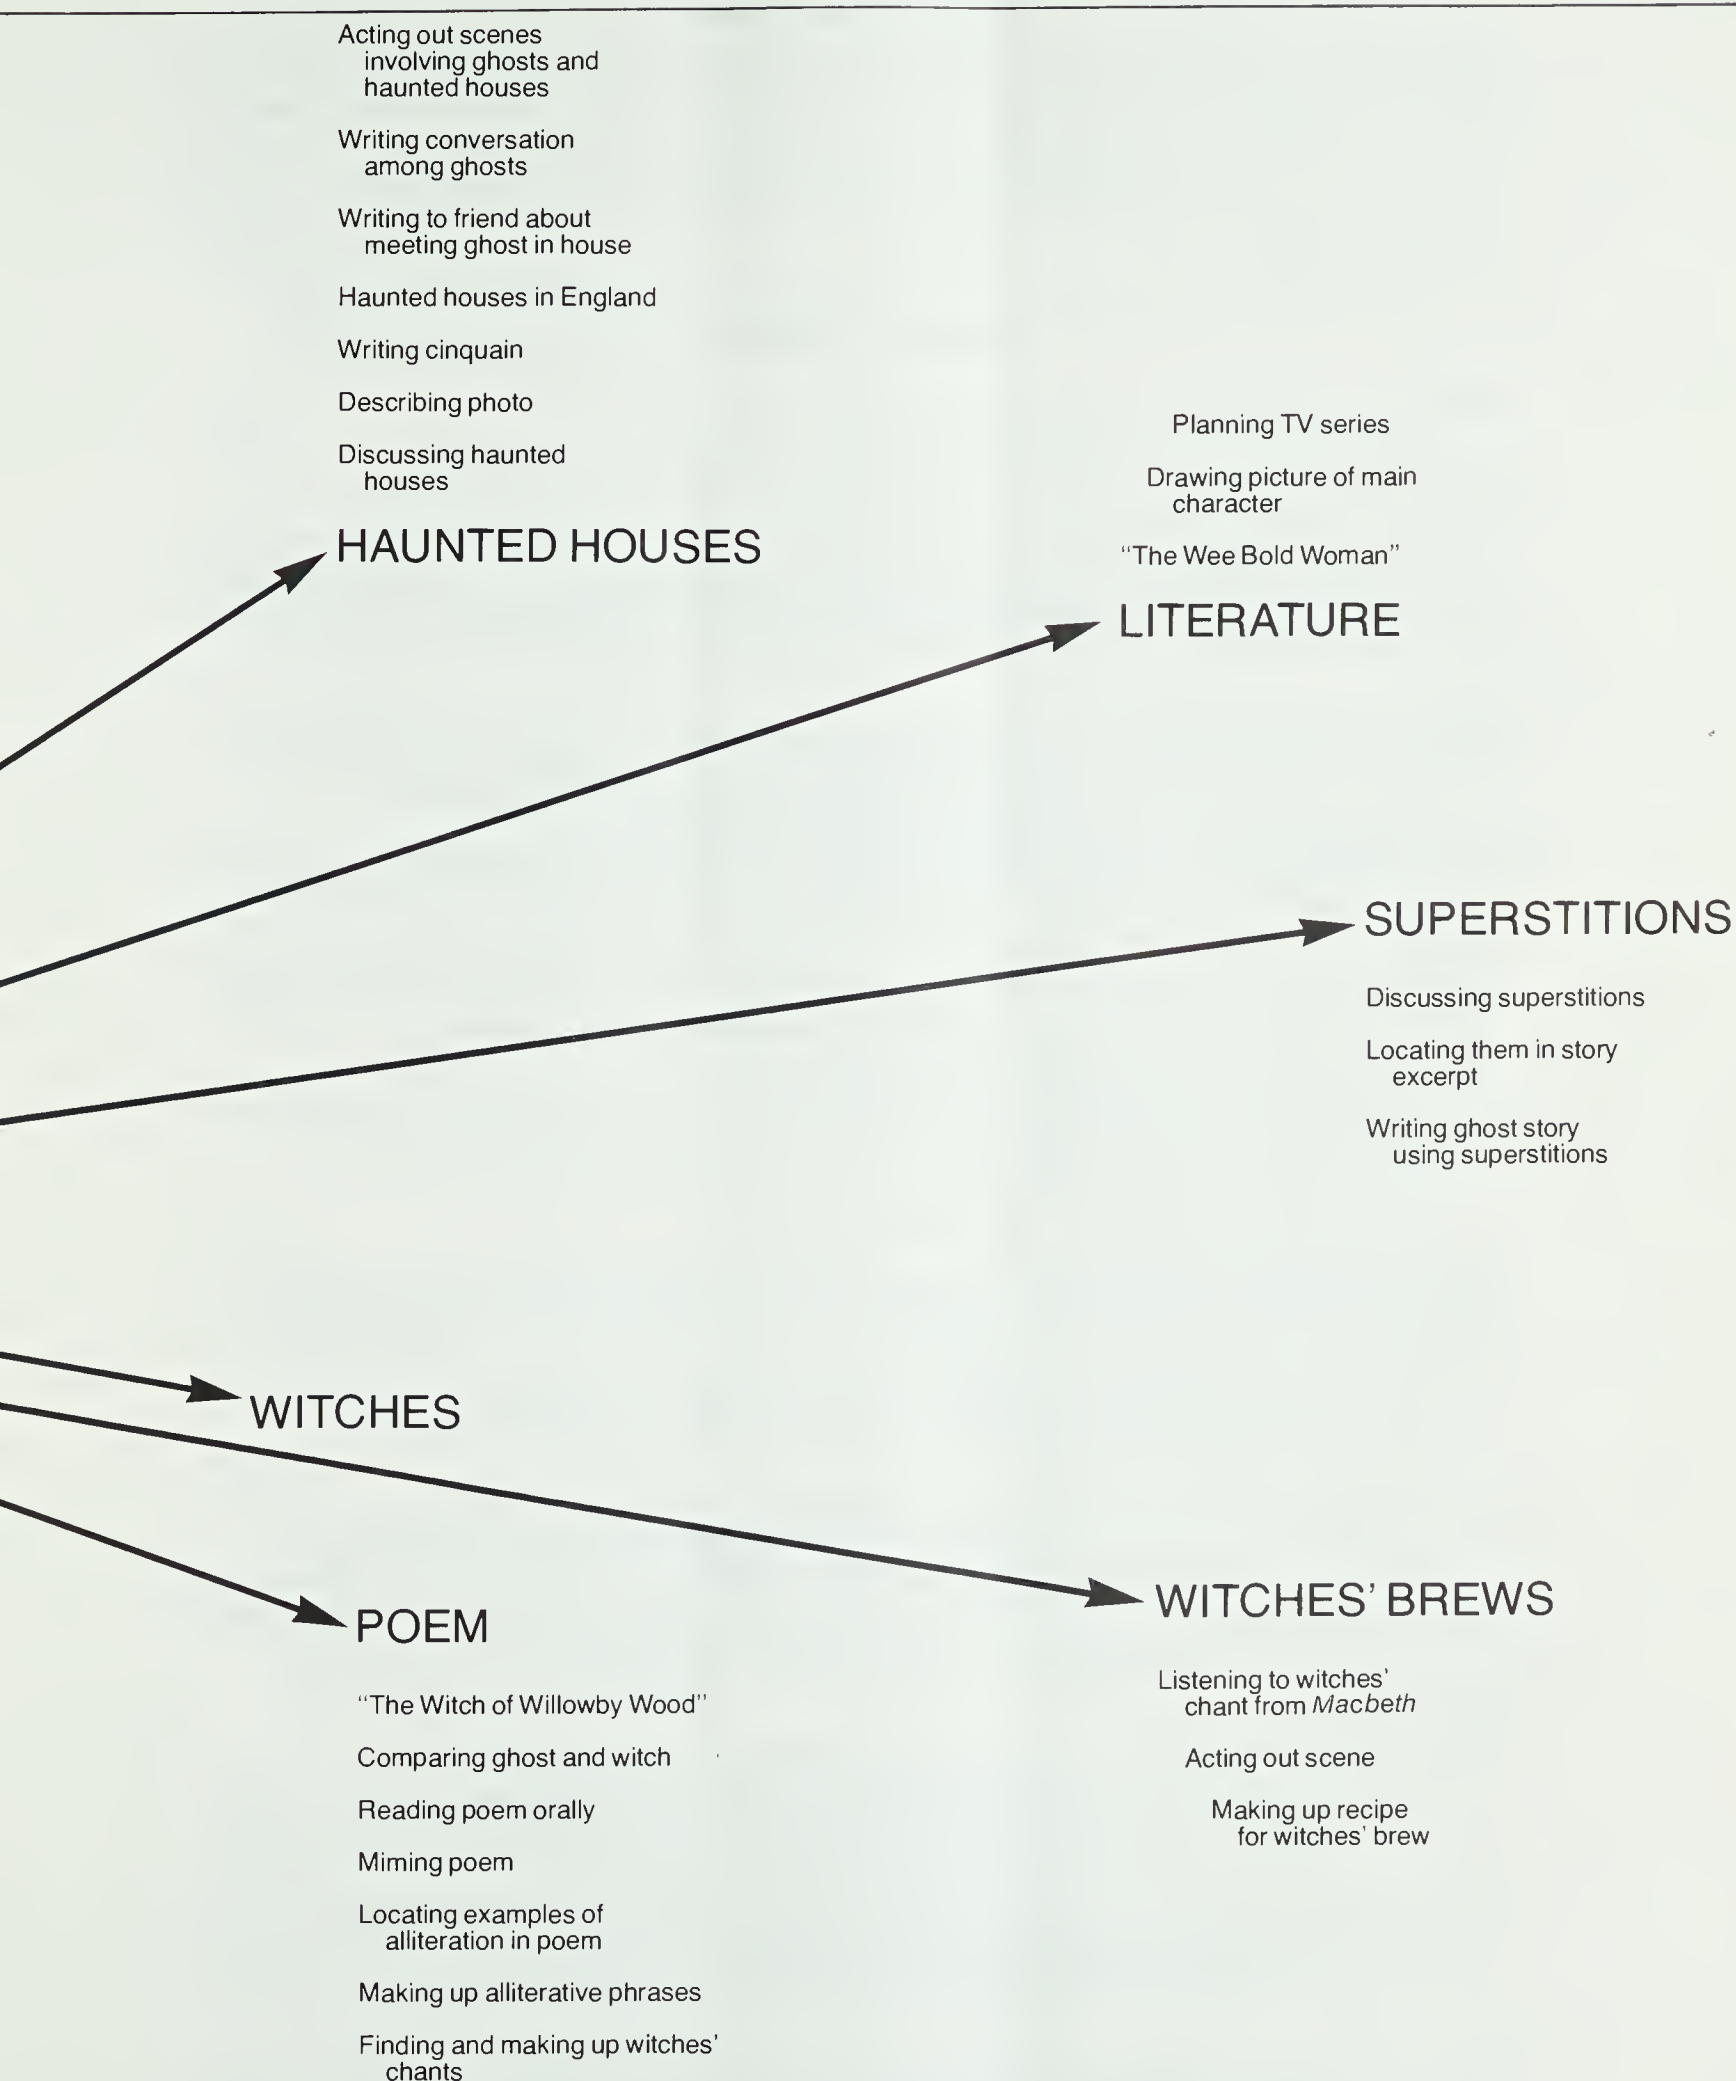 Acting out scenes
involving ghosts and
haunted houses
Writing conversation
among ghosts
Writing to friend about
meeting ghost in house
Haunted houses in England
Writing cinquain
Describing photo
Discussing haunted
houses
HAUNTED HOUSES
Planning TV series
Drawing picture of main
character
“The Wee Bold Woman”
LITERATURE
SUPERSTITIONS
Discussing superstitions
Locating them in story
excerpt
Writing ghost story
using superstitions
WITCHES
POEM
“The Witch of Willowby Wood”
Comparing ghost and witch
Reading poem orally
Miming poem
Locating examples of
alliteration in poem
Making up alliterative phrases
Finding and making up witches’
chants
WITCHES’ BREWS
Listening to witches’
chant from Macbeth
Acting out scene
Making up recipe
for witches’ brew